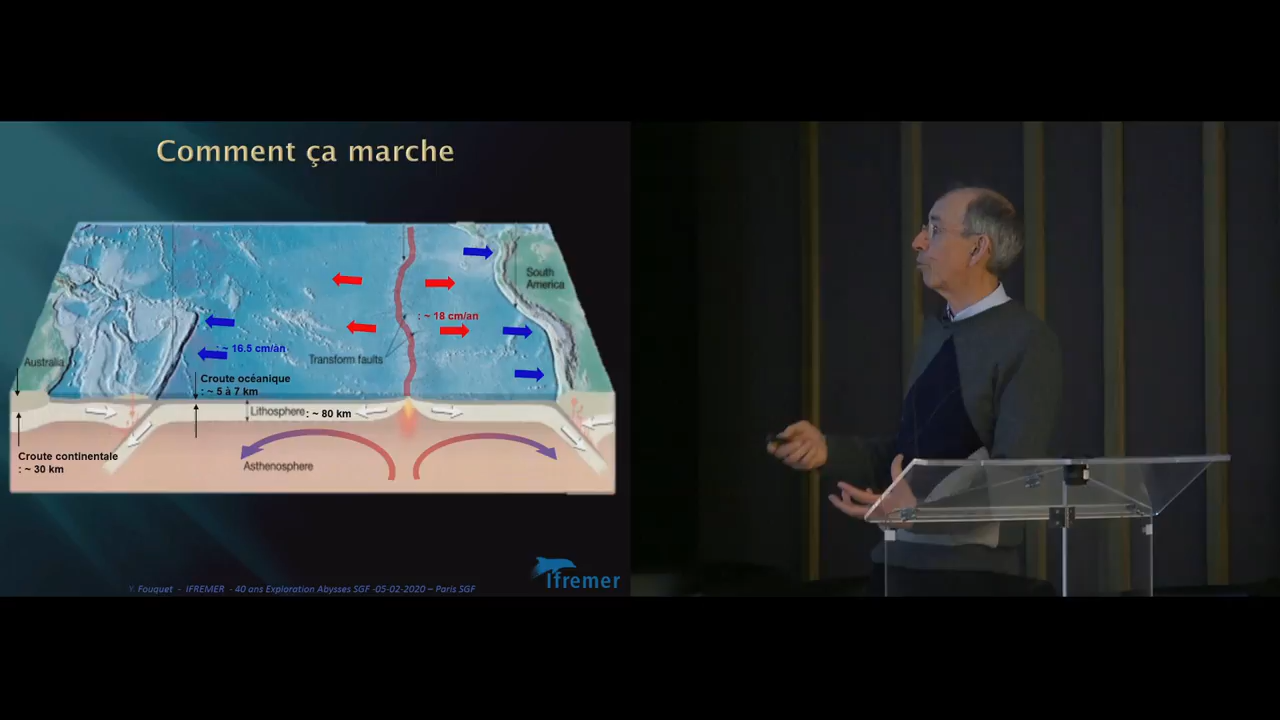 Comment ça marche
South
America
: ~ 18 cm/an
: ~ 16.5 cm/an
Transform faults
Australia
Croute océanique
: ~ 5 à 7 km
Lithosphere : ~ 80 km
Croute continentale
: ~ 30 km
Asthenosphere
Ifremer
Y. Fouquet - IFREMER - 40 ans Exploration Abysses SGF -05-02-2020 – Paris SGF